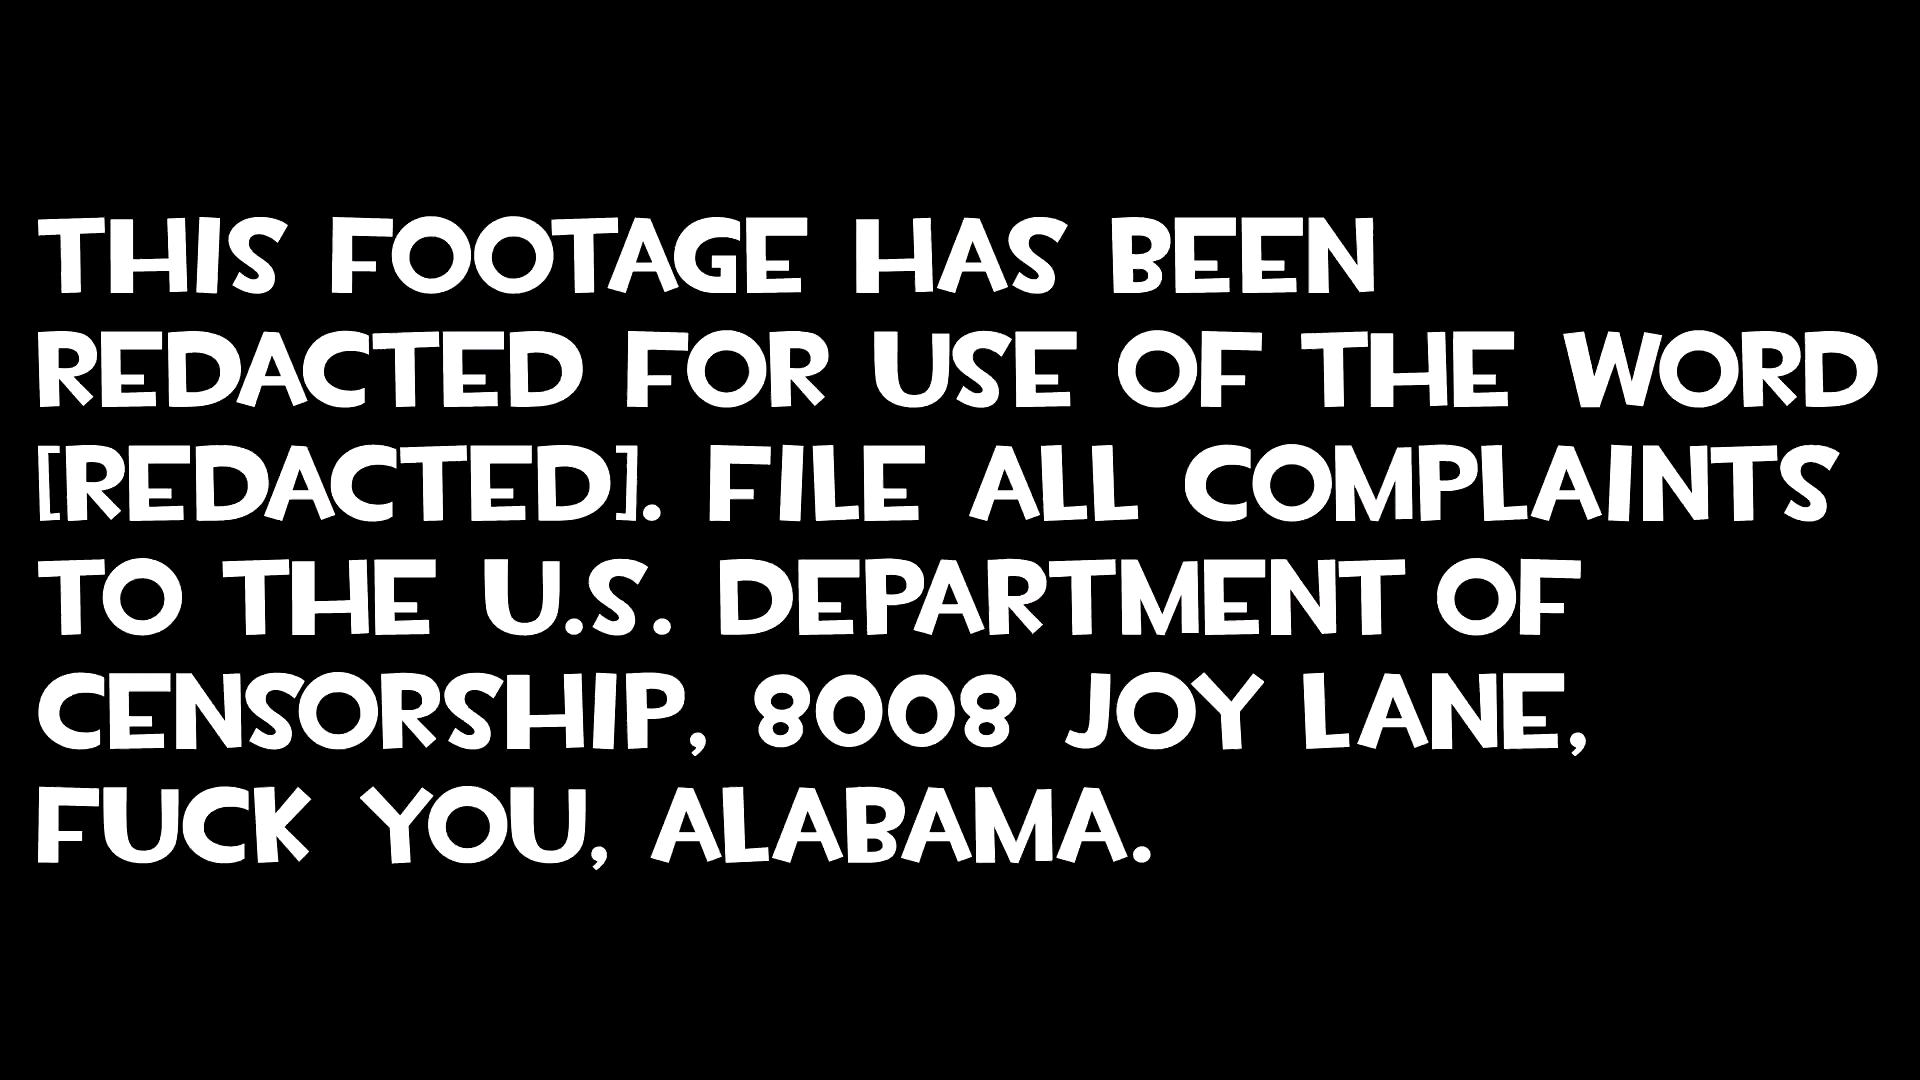 THIS FOOTAGE HAS BEEN
REDACTED FOR USE OF THE WORD
[REDACTED]. FILE ALL COMPLAINTS
TO THE U.S. DEPARTMENT OF
CENSORSHIP, 8008 JOY LANE,
FUCK YOU, ALABAMA.